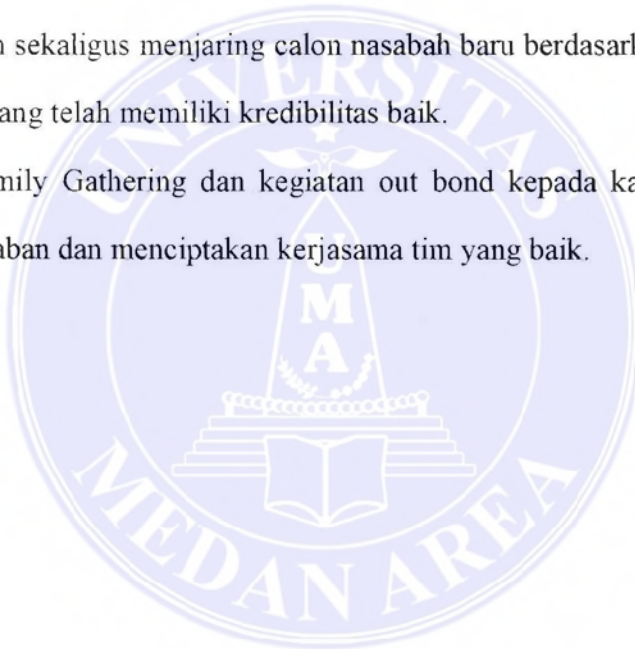 sekaligus menjaring calon nasabah baru
ang telah memiliki kredibilitas baik.
mily Gathering dan kegiatan out bond kepada ka
aban dan menciptakan kerjasama tim yang baik.
UNIVERSITAS
U
M
A
MEDAN AREA